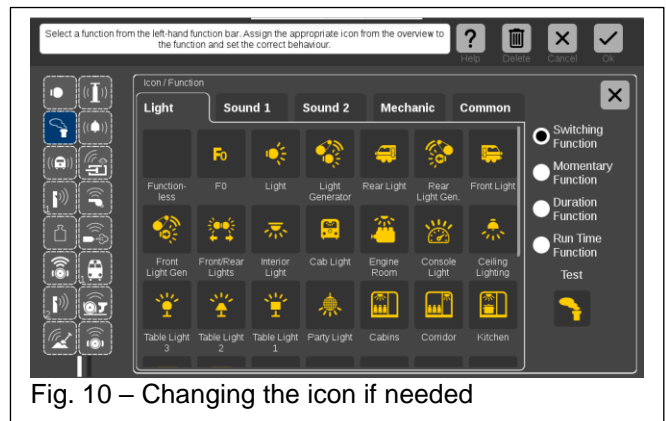 Select a function from the left-hand function bar. Assign the appropriate icon from the overview to
the function and set the correct behaviour.
?
Help Delete Cancel Ok
Icon / Function
Light Sound 1 Sound 2 Mechanic Common
F0
Function-
less
F0
Light
Light
Generator
Rear Light
Rear
Light Gen.
Front Light
Front
Light Gen
Front/Rear
Lights
Interior
Light
Cab Light
Engine
Room
Console
Light
Ceiling
Lighting
Table Light
3
Table Light
2
Table Light
1
Party Light
Cabins
Corridor
Kitchen
Switching
Function
Momentary
Function
Duration
Function
Run Time
Function
Test
Fig. 10 – Changing the icon if needed